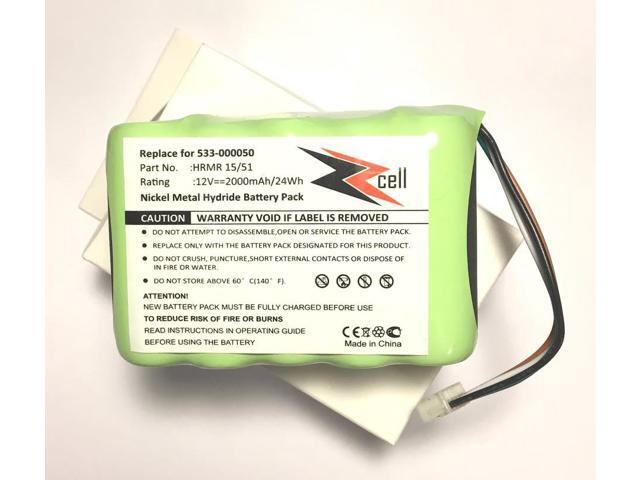 Replace for 533-000050
Part No. : HRMR 15/51
Rating : 12V==2000mAh/24Wh
Nickel Metal Hydride Battery Pack
cell
CAUTION WARRANTY VOID IF LABEL IS REMOVED
● DO NOT ATTEMPT TO DISASSEMBLE,OPEN OR SERVICE THE BATTERY PACK.
● REPLACE ONLY WITH THE BATTERY PACK DESIGNATED FOR THIS PRODUCT.
● DO NOT CRUSH, PUNCTURE,SHORT EXTERNAL CONTACTS OR DISPOSE OF
IN FIRE OR WATER.
● DO NOT STORE ABOVE 60° C(140° F).
ATTENTION!
NEW BATTERY PACK MUST BE FULLY CHARGED BEFORE USE.
TO REDUCE RISK OF FIRE OR BURNS
READ INSTRUCTIONS IN OPERATING GUIDE
BEFORE USING THE BATTERY
CE
Made in China